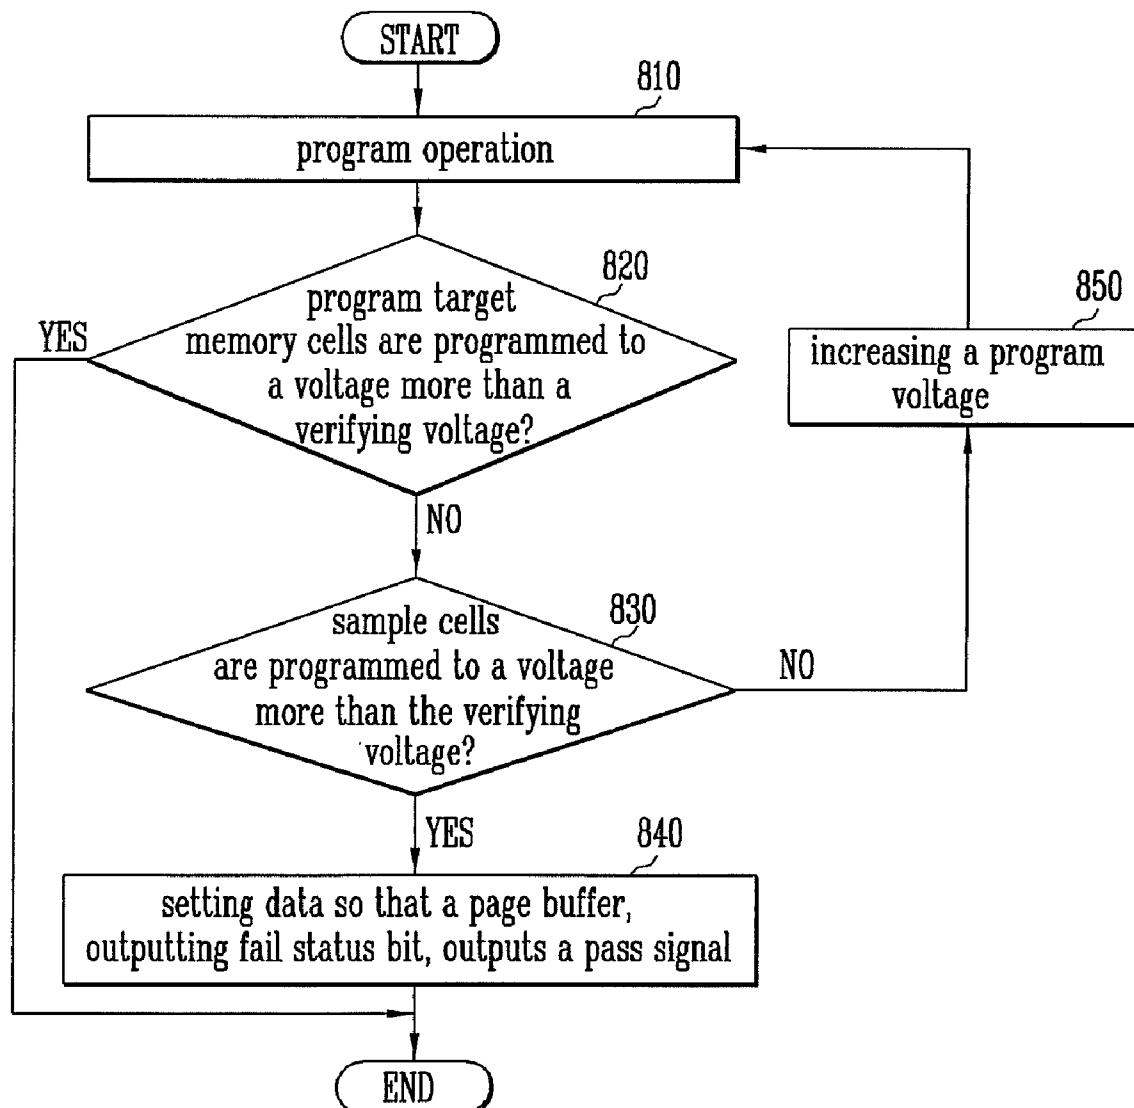 START
810
program operation
820
program target
memory cells are programmed to
a voltage more than a
verifying voltage?
YES
NO
850
increasing a program
voltage
830
sample cells
are programmed to a voltage
more than the verifying
voltage?
NO
YES
840
setting data so that a page buffer,
outputting fail status bit, outputs a pass signal
END